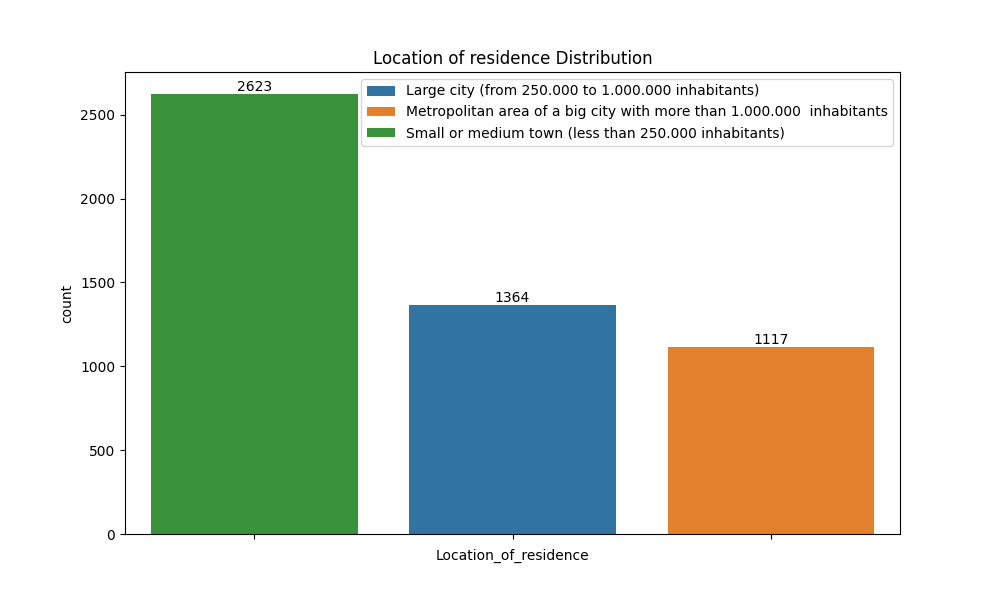 Location of residence Distribution
2623
Large city (from 250.000 to 1.000.000 inhabitants)
Metropolitan area of a big city with more than 1.000.000  inhabitants
Small or medium town (less than 250.000 inhabitants)
2500
2000
1500
1364
count
1117
1000
500
0
Location_of_residence